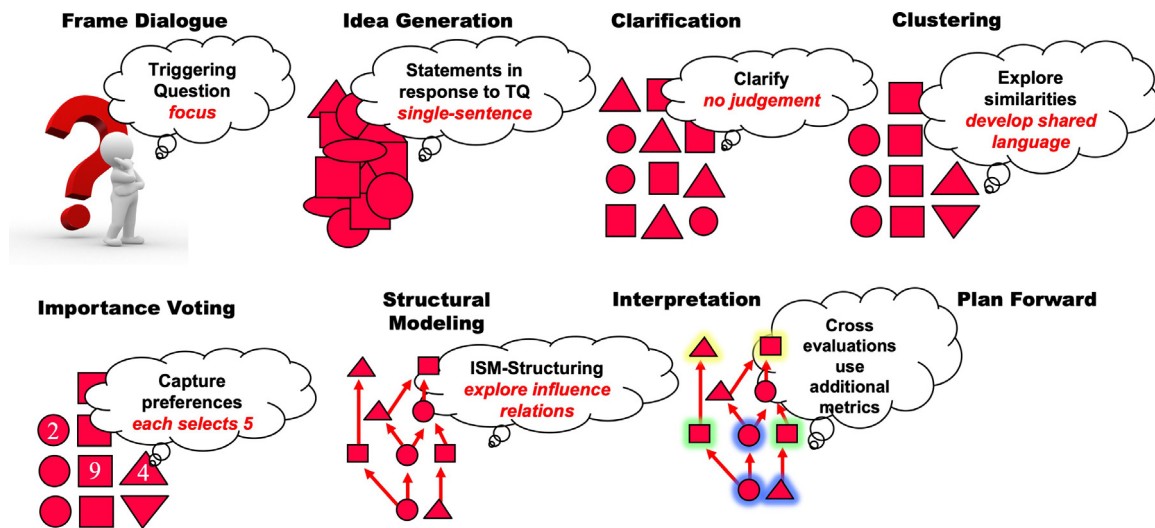 Frame Dialogue
Triggering
Question
focus
Idea Generation
Statements in
response to TQ
single-sentence
Clarification
Clarify
no judgement
Clustering
Explore
similarities
develop shared
language
Importance Voting
Capture
preferences
each selects 5
2
9
4
Structural
Modeling
ISM-Structuring
explore influence
relations
Interpretation
Cross
evaluations
use
additional
metrics
Plan Forward